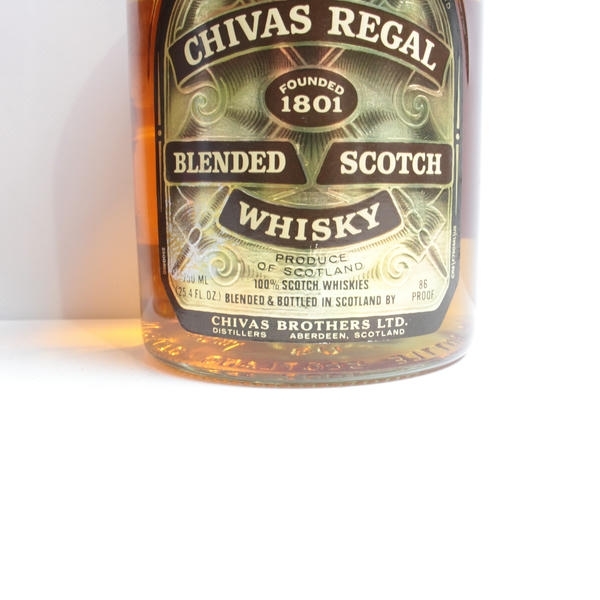 CHIVAS REGAL
FOUNDED
1801
BLENDED SCOTCH
WHISKY
PRODUCE
OF SCOTLAND
750 ML
100% SCOTCH WHISKIES
86
(25.4 FL.OZ.) BLENDED & BOTTLED IN SCOTLAND BY
PROOF
CHIVAS BROTHERS LTD.
DISTILLERS ABERDEEN, SCOTLAND